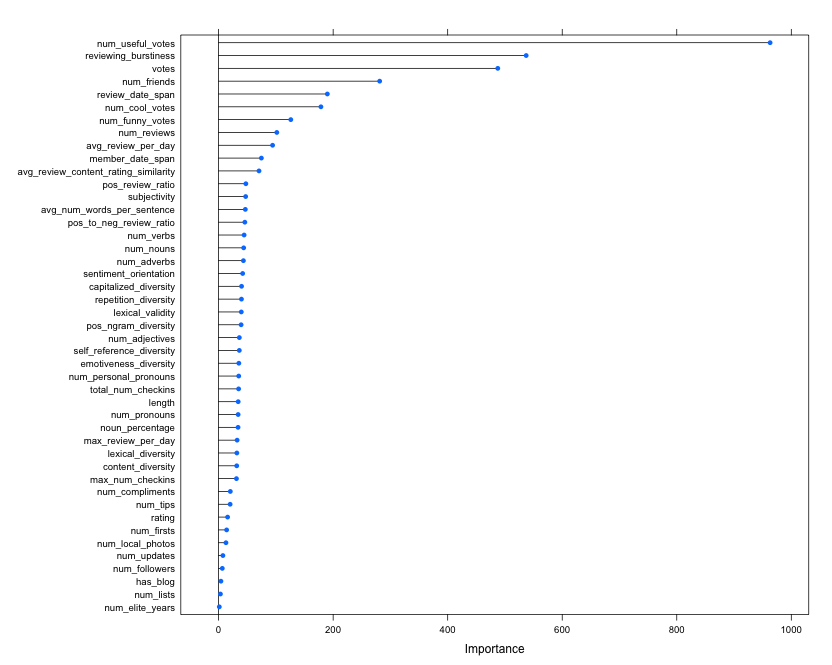 num_useful_votes
reviewing_burstiness
votes
num_friends
review_date_span
num_cool_votes
num_funny_votes
num_reviews
avg_review_per_day
member_date_span
avg_review_content_rating_similarity
pos_review_ratio
subjectivity
avg_num_words_per_sentence
pos_to_neg_review_ratio
num_verbs
num_nouns
num_adverbs
sentiment_orientation
capitalized_diversity
repetition_diversity
lexical_validity
pos_ngram_diversity
num_adjectives
self_reference_diversity
emotiveness_diversity
num_personal_pronouns
total_num_checkins
length
num_pronouns
noun_percentage
max_review_per_day
lexical_diversity
content_diversity
max_num_checkins
num_compliments
num_tips
rating
num_firsts
num_local_photos
num_updates
num_followers
has_blog
num_lists
num_elite_years
0 200 400 600 800 1000
Importance